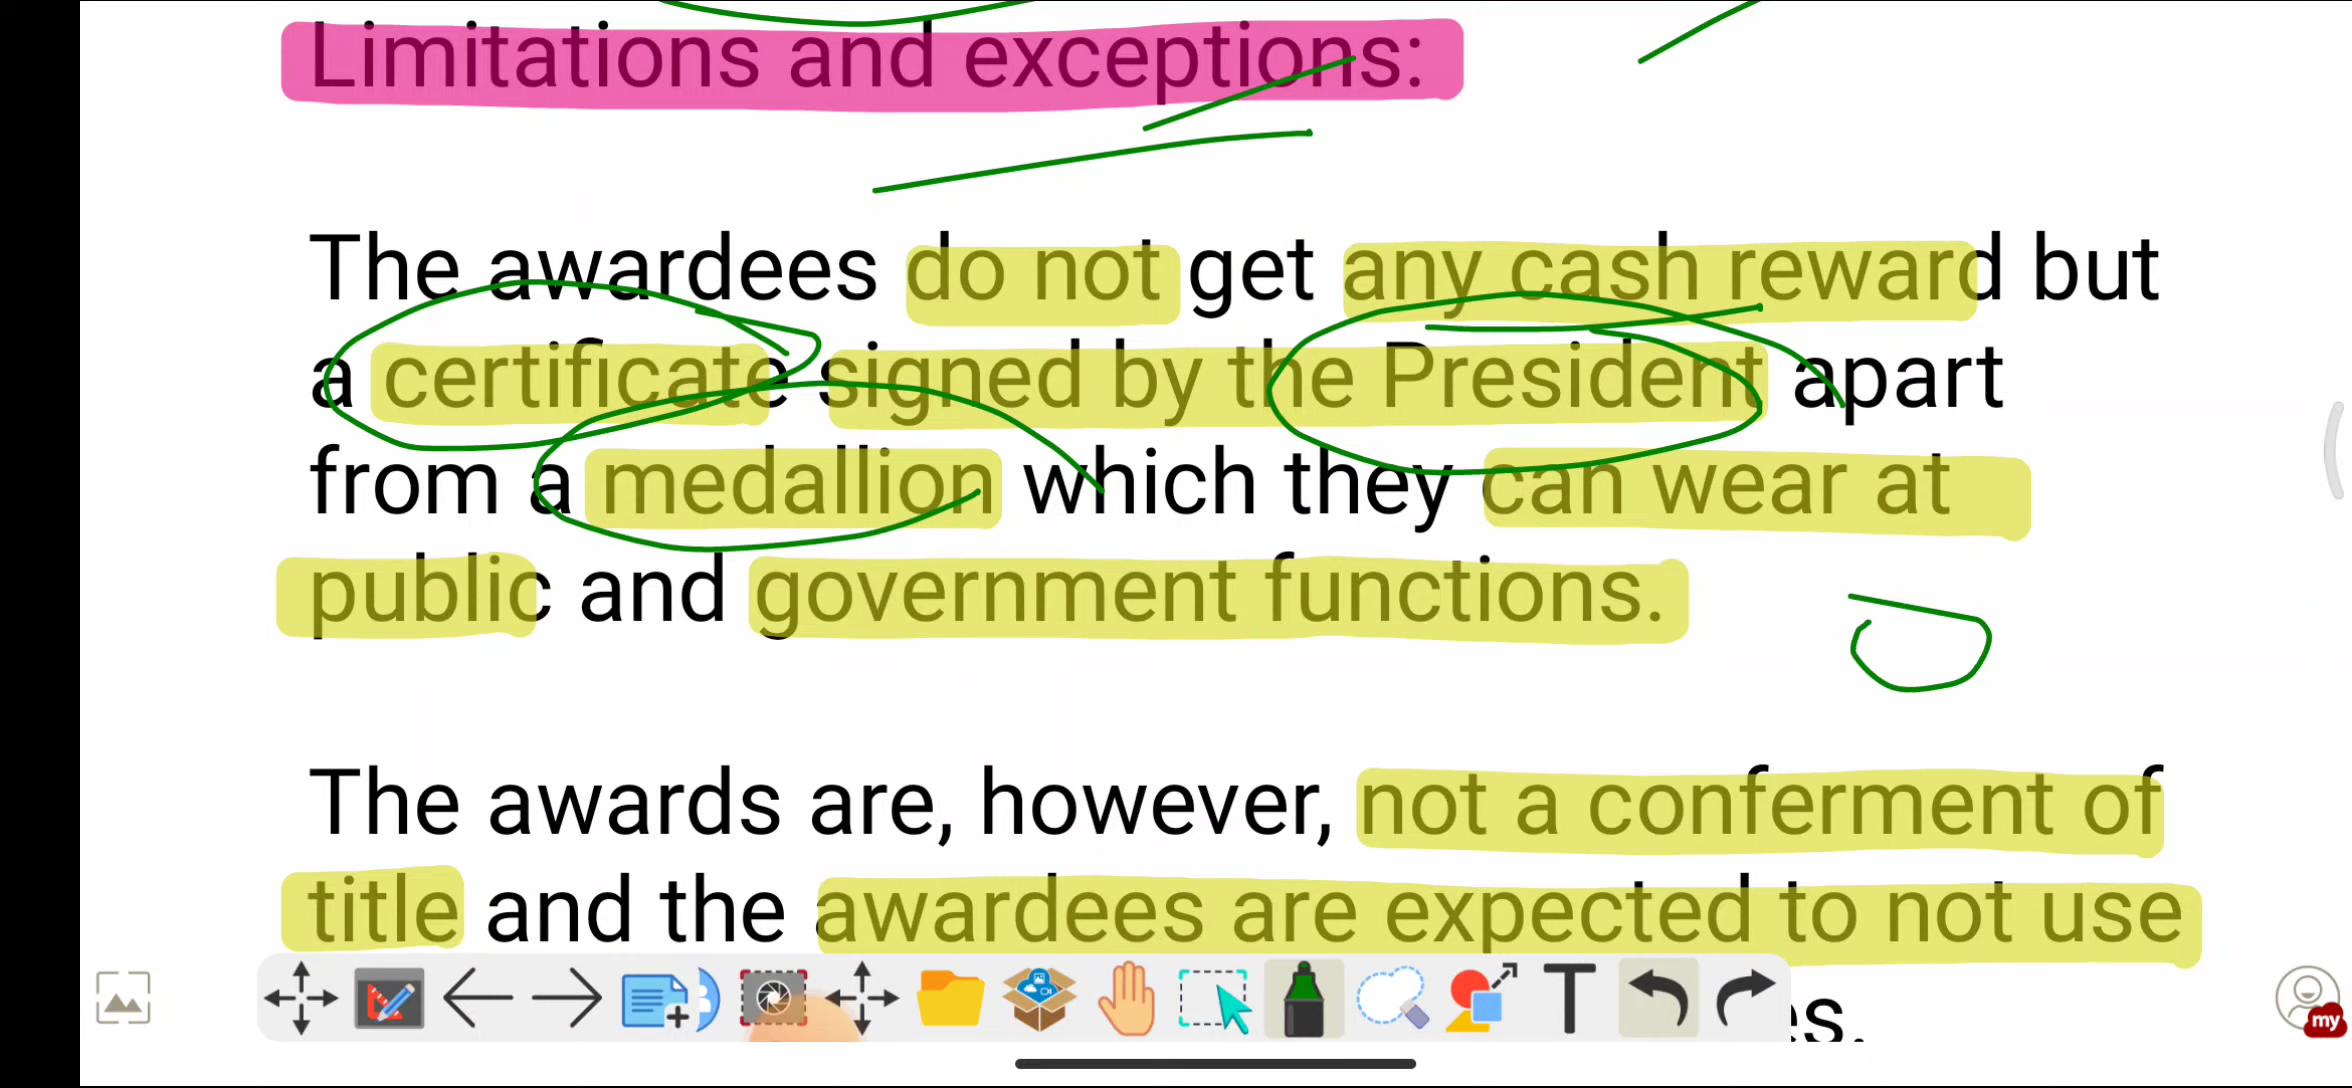 Limitations and exceptions:
The awardees do not get any cash reward but
a certificate signed by the President apart
from a medallion which they can wear at
public and government functions.
The awards are, however, not a conferment of
title and the awardees are expected to not use
s.
T
my